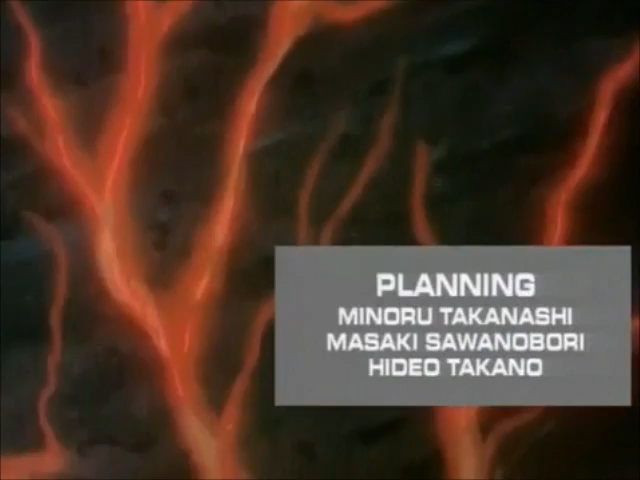 PLANNING
MINORU TAKANASHI
MASAKI SAWANOBORI
HIDEO TAKANO